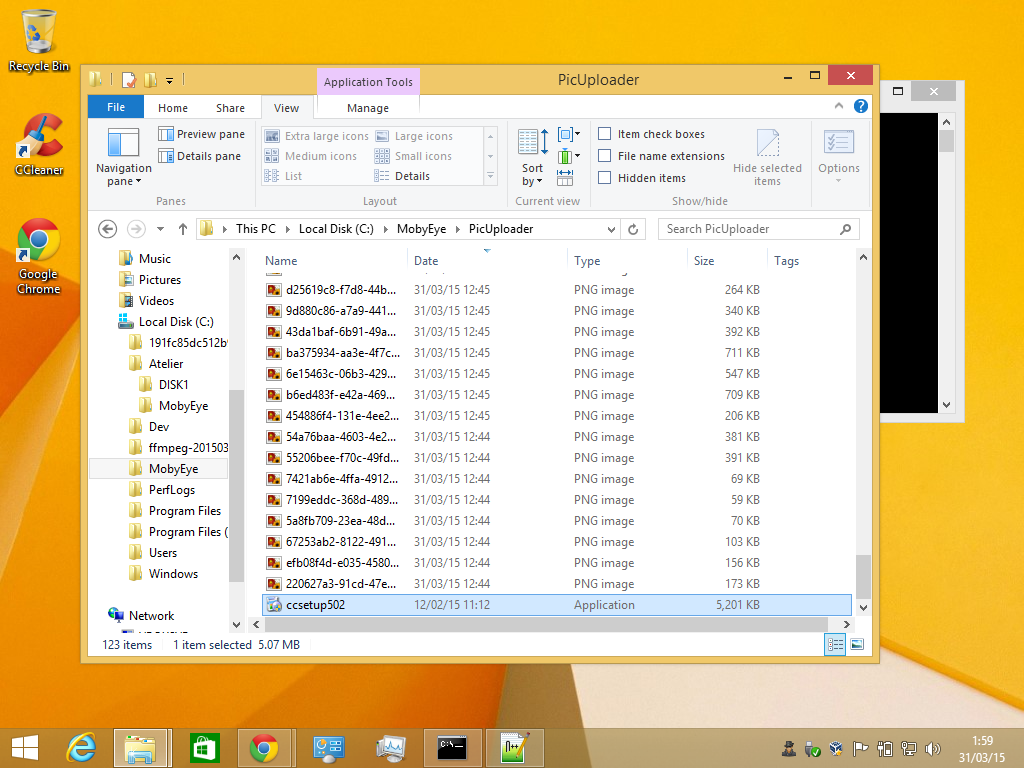 Recycle Bin
CCleaner
Google
Chrome
Application Tools
PicUploader
File
Home
Share
View
Manage
Navigation
pane
Preview pane
Details pane
Panes
Extra large icons
Large icons
Medium icons
Small icons
List
Details
Layout
Sort
by
Current view
Item check boxes
File name extensions
Hidden items
Hide selected
items
Show/hide
Options
This PC
Local Disk (C:)
MobyEye
PicUploader
Search PicUploader
Music
Pictures
Videos
Local Disk (C:)
191fc85dc512b
Atelier
DISK1
MobyEye
Dev
ffmpeg-201503
MobyEye
PerfLogs
Program Files
Program Files (
Users
Windows
Network
Name Date Type Size Tags
d25619c8-f7d8-44b... 31/03/15 12:45 PNG image 264 KB
9d880c86-a7a9-441... 31/03/15 12:45 PNG image 340 KB
43da1baf-6b91-49a... 31/03/15 12:45 PNG image 392 KB
ba375934-aa3e-4f7c... 31/03/15 12:45 PNG image 711 KB
6e15463c-06b3-429... 31/03/15 12:45 PNG image 547 KB
b6ed483f-e42a-469... 31/03/15 12:45 PNG image 709 KB
454886f4-131e-4ee2... 31/03/15 12:45 PNG image 206 KB
54a76baa-4603-4e2... 31/03/15 12:44 PNG image 381 KB
55206bee-f70c-49fd... 31/03/15 12:44 PNG image 391 KB
7421ab6e-4ffa-4912... 31/03/15 12:44 PNG image 69 KB
7199eddc-368d-489... 31/03/15 12:44 PNG image 59 KB
5a8fb709-23ea-48d... 31/03/15 12:44 PNG image 70 KB
67253ab2-8122-491... 31/03/15 12:44 PNG image 103 KB
efb08f4d-e035-4580... 31/03/15 12:44 PNG image 156 KB
220627a3-91cd-47e... 31/03/15 12:44 PNG image 173 KB
ccsetup502 12/02/15 11:12 Application 5,201 KB
123 items 1 item selected 5.07 MB
C:\
1:59
31/03/15